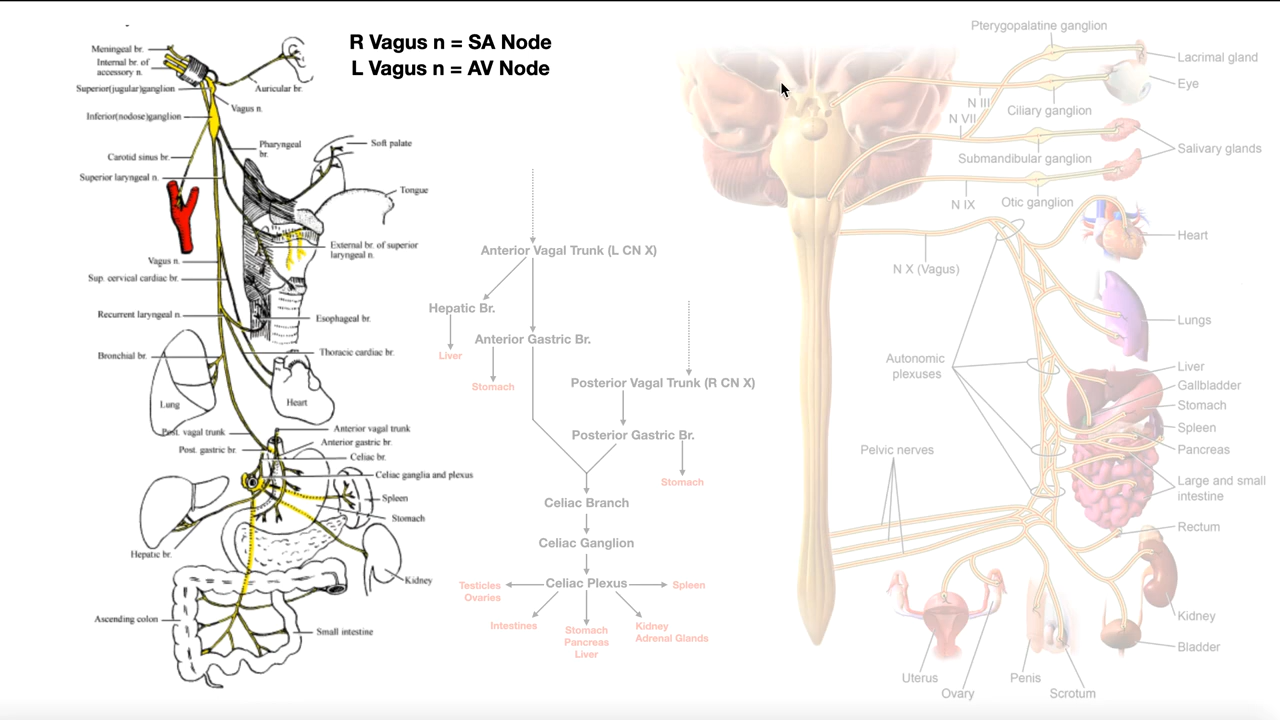 R Vagus n = SA Node
L Vagus n = AV Node
Meningeal br.
Internal br. of
accessory n.
Superior(jugular)ganglion
Auricular br.
Vagus n.
Inferior(nodose)ganglion
Pharyngeal
br.
Soft palate
Carotid sinus br.
Superior laryngeal n.
Tongue
External br. of superior
laryngeal n.
Vagus n.
Sup. cervical cardiac br.
Recurrent laryngeal n.
Esophageal br.
Bronchial br.
Thoracic cardiac br.
Lung
Heart
Post. vagal trunk
Anterior vagal trunk
Anterior gastric br.
Post. gastric br.
Celiac br.
Celiac ganglia and plexus
Spleen
Stomach
Hepatic br.
Kidney
Ascending colon
Small intestine
Anterior Vagal Trunk (L CN X)
Hepatic Br.
Anterior Gastric Br.
Liver
Stomach
Posterior Vagal Trunk (R CN X)
Posterior Gastric Br.
Stomach
Celiac Branch
Celiac Ganglion
Celiac Plexus
Testicles
Ovaries
Spleen
Intestines
Stomach
Pancreas
Liver
Kidney
Adrenal Glands
Pterygopalatine ganglion
Lacrimal gland
Eye
N III
Ciliary ganglion
N VII
Submandibular ganglion
Salivary glands
N IX
Otic ganglion
Heart
N X (Vagus)
Lungs
Autonomic
plexuses
Liver
Gallbladder
Stomach
Spleen
Pancreas
Pelvic nerves
Large and small
intestine
Rectum
Kidney
Bladder
Uterus
Ovary
Penis
Scrotum